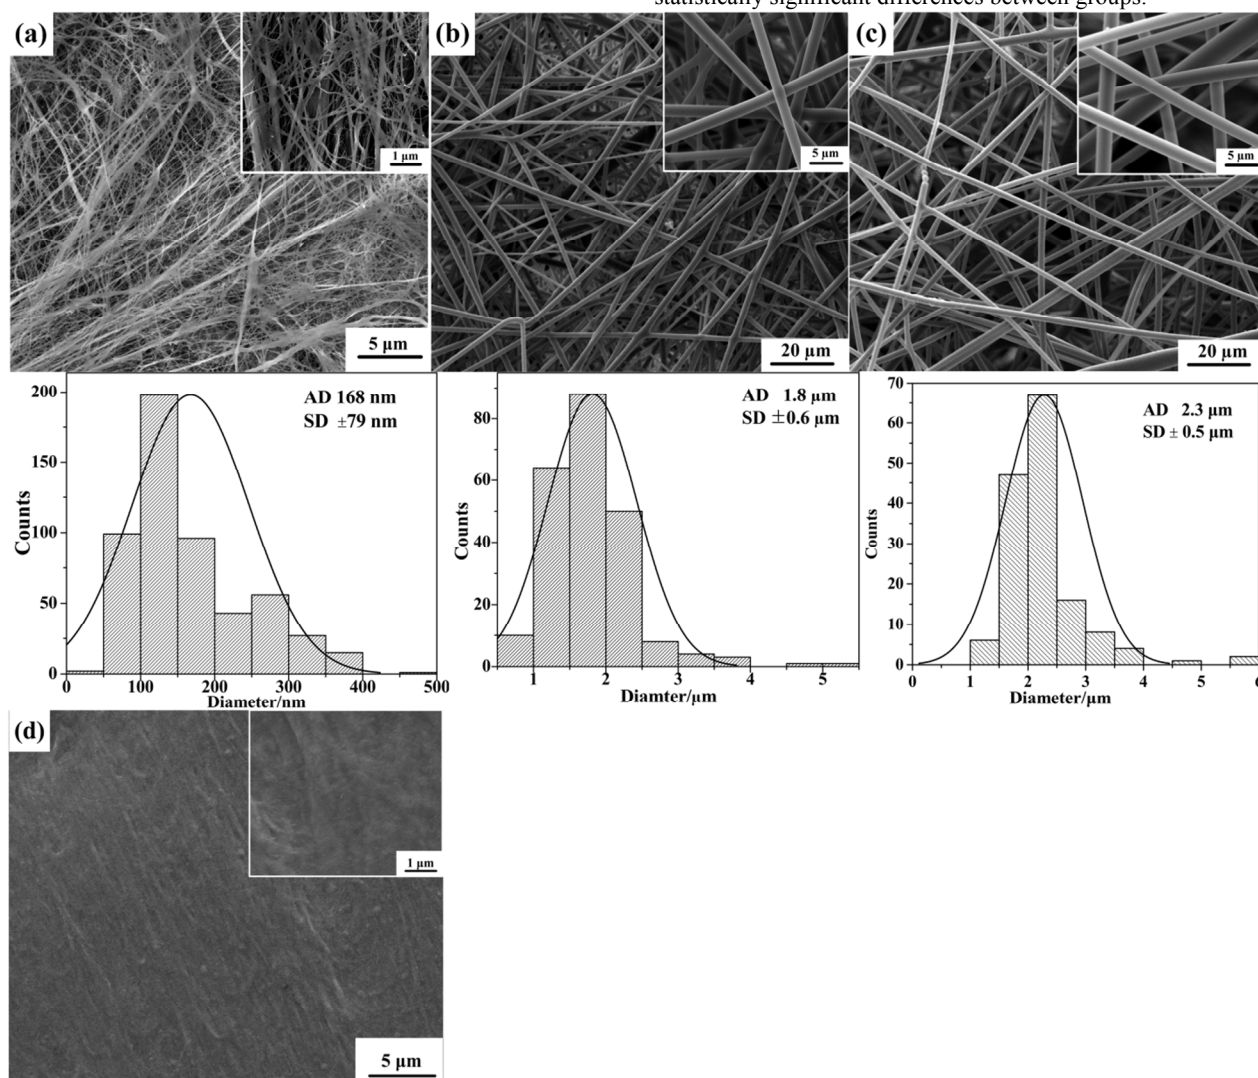 statistically significant differences between groups.
(a)
1 μm
5 μm
(b)
5 μm
20 μm
(c)
5 μm
20 μm
AD 168 nm
SD ±79 nm
Counts
200
150
100
50
0
0 100 200 300 400 500
Diameter/nm
AD 1.8 μm
SD ±0.6 μm
Counts
80
60
40
20
0
1 2 3 4 5
Diamter/μm
AD 2.3 μm
SD ± 0.5 μm
Counts
70
60
50
40
30
20
10
0
0 1 2 3 4 5 6
Diameter/μm
(d)
1 μm
5 μm